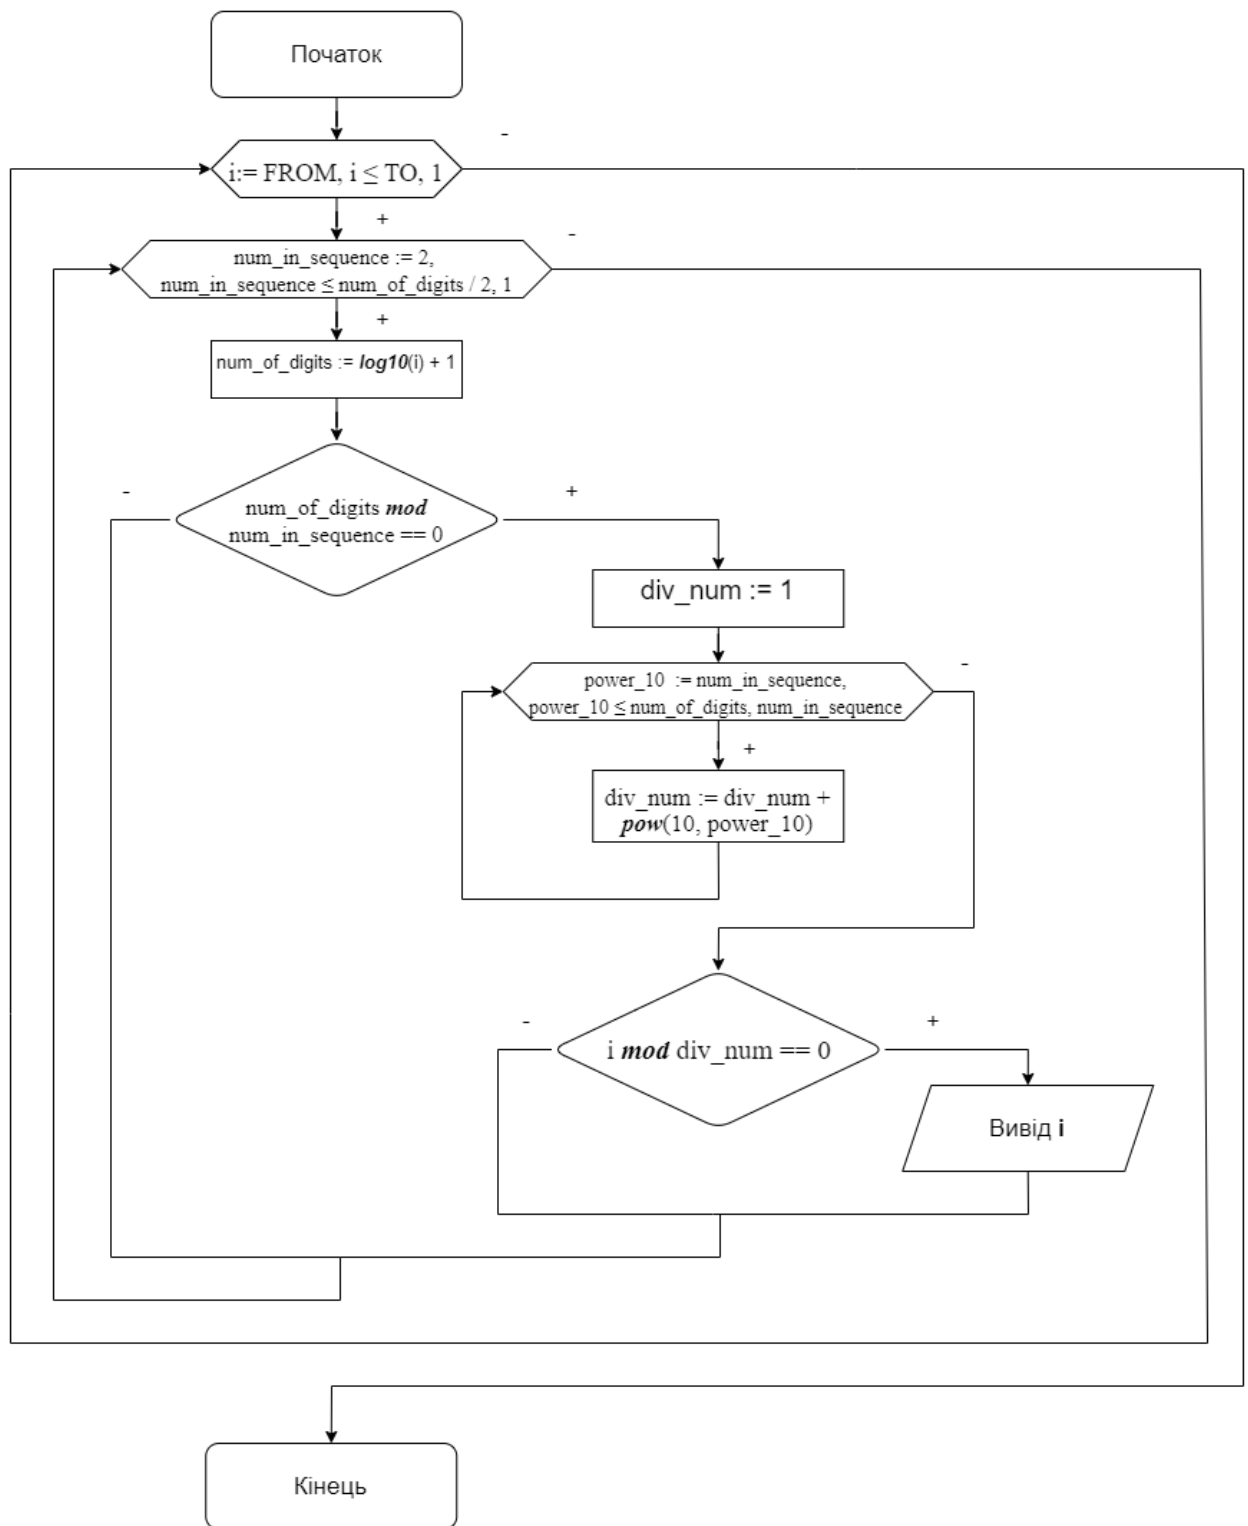 Початок
-
i:= FROM, i ≤ TO, 1
+
-
num_in_sequence := 2,
num_in_sequence ≤ num_of_digits / 2, 1
+
num_of_digits := log10(i) + 1
-
+
num_of_digits mod
num_in_sequence == 0
div_num := 1
-
power_10 := num_in_sequence,
power_10 ≤ num_of_digits, num_in_sequence
+
div_num := div_num +
pow(10, power_10)
-
+
i mod div_num == 0
Вивід i
Кінець